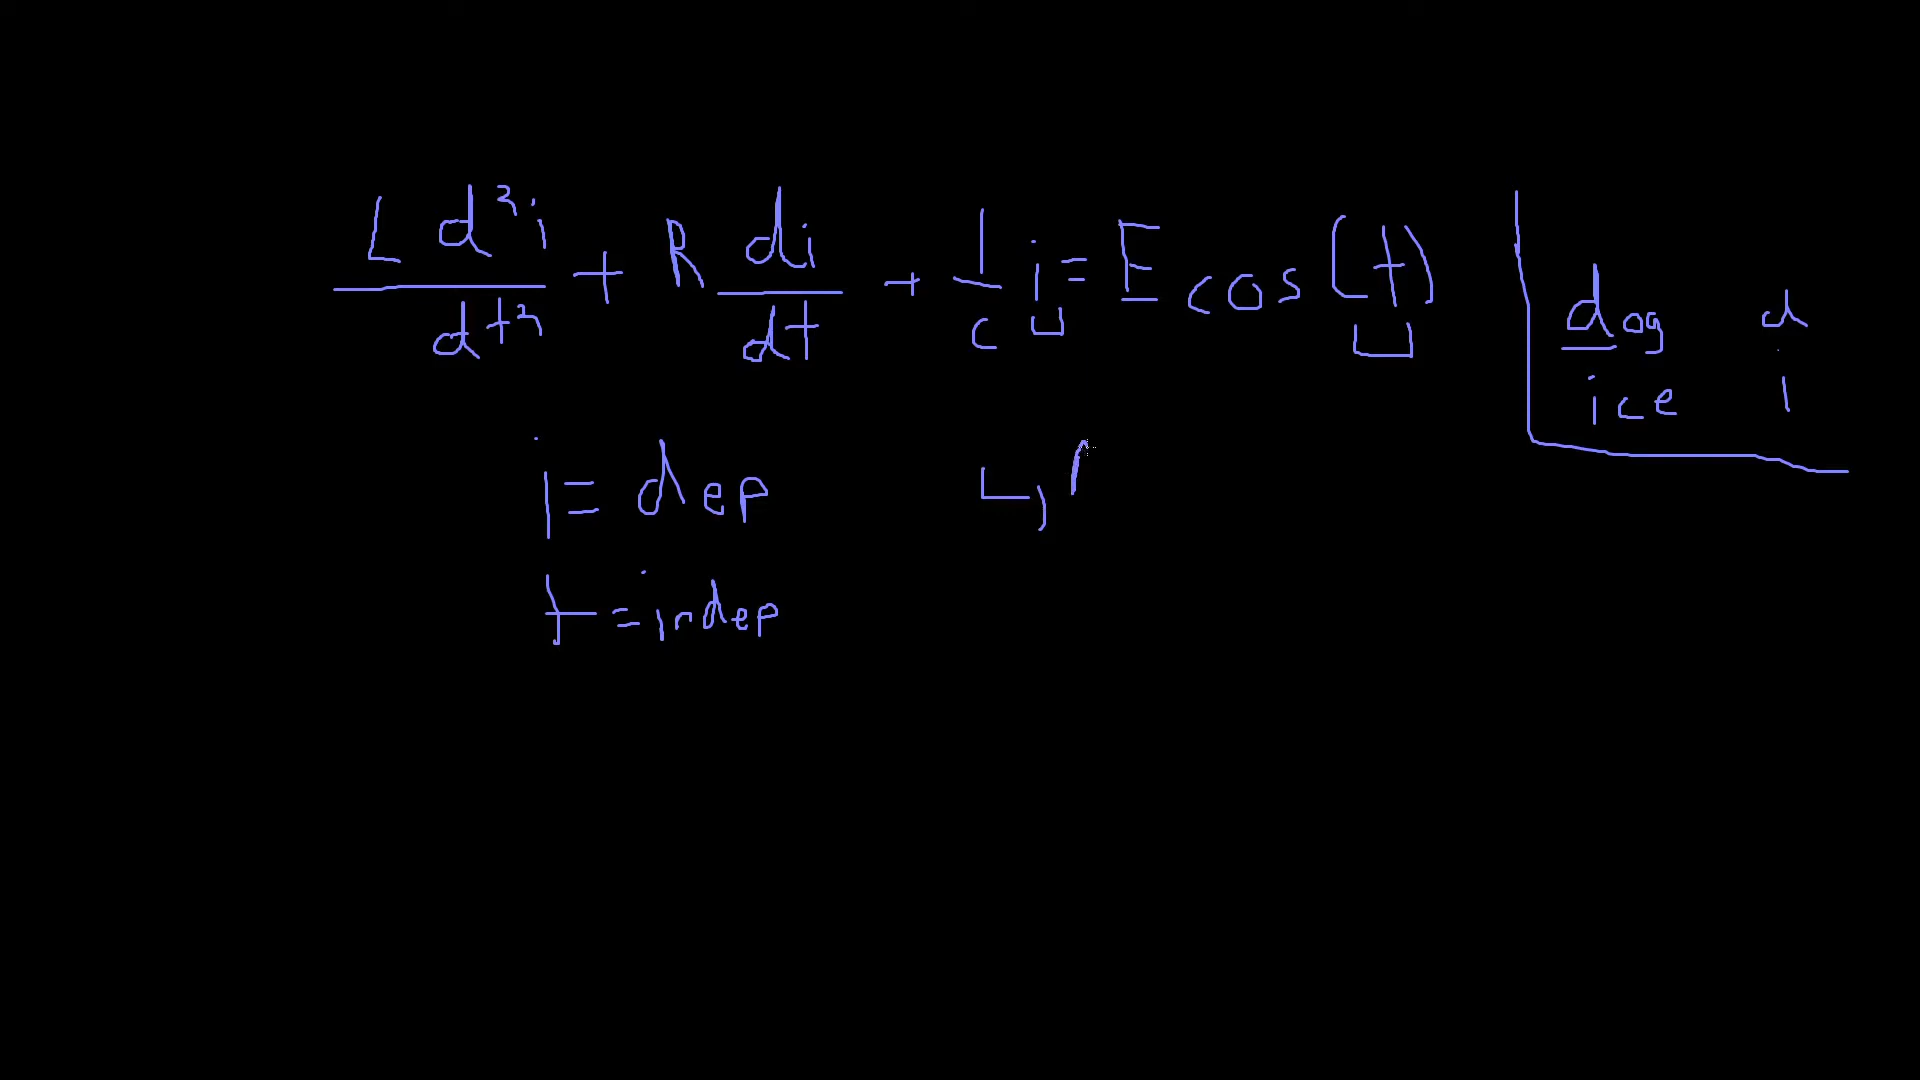 L d²i/dt² + R di/dt + 1/c i = E cos(t)
dog d
ice i
i = dep
t = indep
L,